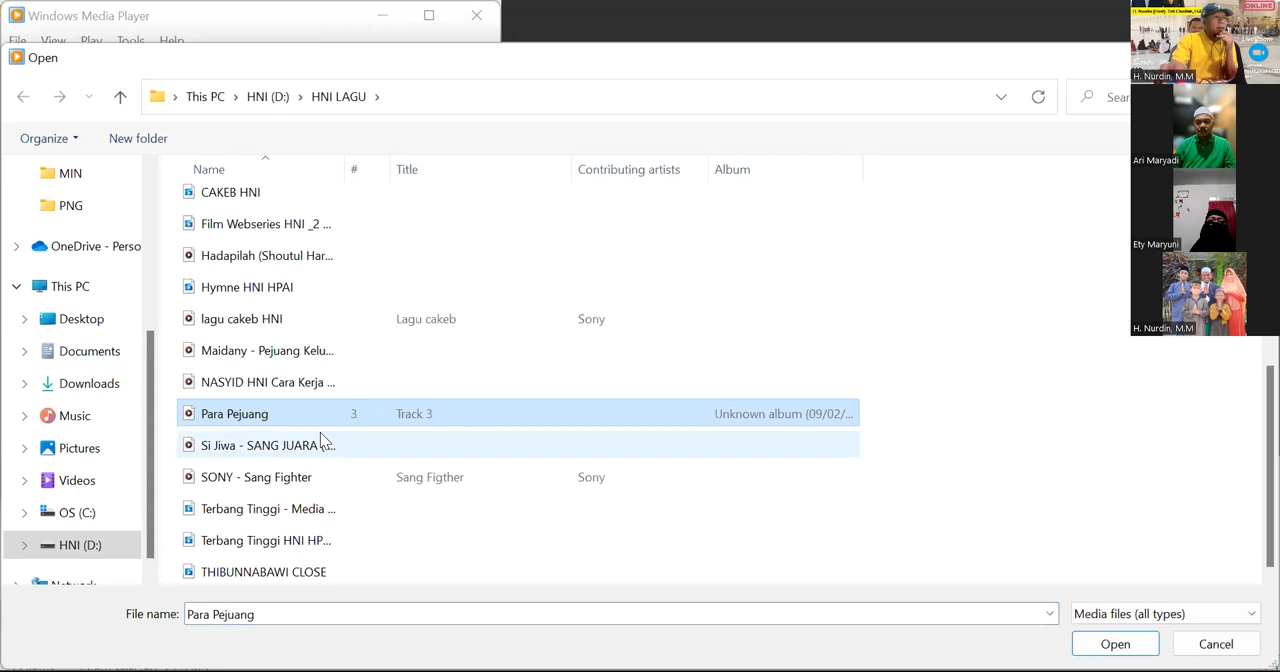 Windows Media Player
File View Play Tools Help
Open
This PC HNI (D:) HNI LAGU
Sear
Organize New folder
Name # Title Contributing artists Album
MIN
PNG
OneDrive - Perso
This PC
Desktop
Documents
Downloads
Music
Pictures
Videos
OS (C:)
HNI (D:)
Network
CAKEB HNI
Film Webseries HNI _2 ...
Hadapilah (Shoutul Har...
Hymne HNI HPAI
lagu cakeb HNI Lagu cakeb Sony
Maidany - Pejuang Kelu...
NASYID HNI Cara Kerja ...
Para Pejuang 3 Track 3 Unknown album (09/02/...
Si Jiwa - SANG JUARA ...
SONY - Sang Fighter Sang Figther Sony
Terbang Tinggi - Media ...
Terbang Tinggi HNI HP...
THIBUNNABAWI CLOSE
File name: Para Pejuang Media files (all types)
Open Cancel
ONLINE
H. Nurdin, M.M
Ari Maryadi
Ety Maryuni
H. Nurdin, M.M